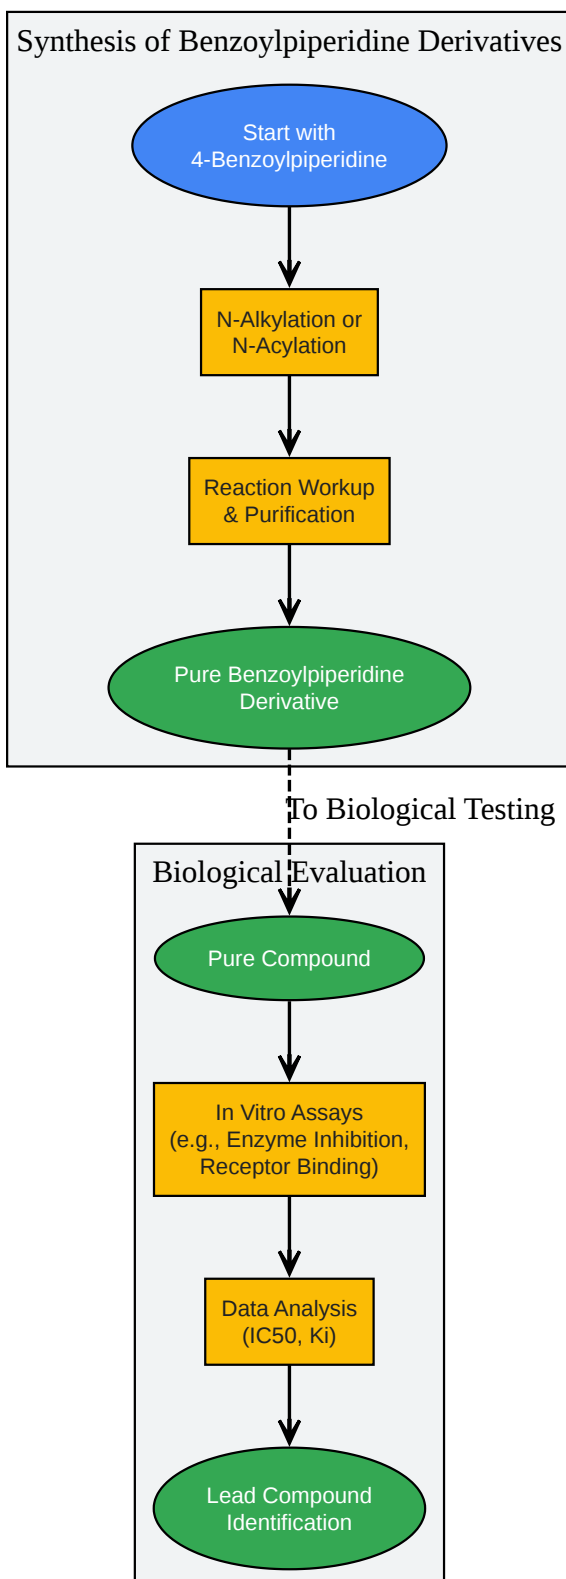 Synthesis of Benzoylpiperidine Derivatives
Start with
4-Benzoylpiperidine
N-Alkylation or
N-Acylation
Reaction Workup
& Purification
Pure Benzoylpiperidine
Derivative
To Biological Testing
Biological Evaluation
Pure Compound
In Vitro Assays
(e.g., Enzyme Inhibition,
Receptor Binding)
Data Analysis
(IC50, Ki)
Lead Compound
Identification